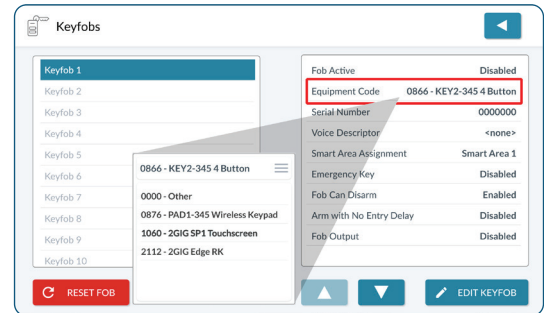 Keyfobs
Keyfob 1
Keyfob 2
Keyfob 3
Keyfob 4
Keyfob 5
Keyfob 6
Keyfob 7
Keyfob 8
Keyfob 9
Keyfob 10
0866 - KEY2-345 4 Button
0000 - Other
0876 - PAD1-345 Wireless Keypad
1060 - 2GIG SP1 Touchscreen
2112 - 2GIG Edge RK
Fob Active Disabled
Equipment Code 0866 - KEY2-345 4 Button
Serial Number 0000000
Voice Descriptor <none>
Smart Area Assignment Smart Area 1
Emergency Key Disabled
Fob Can Disarm Enabled
Arm with No Entry Delay Disabled
Fob Output Disabled
RESET FOB
EDIT KEYFOB